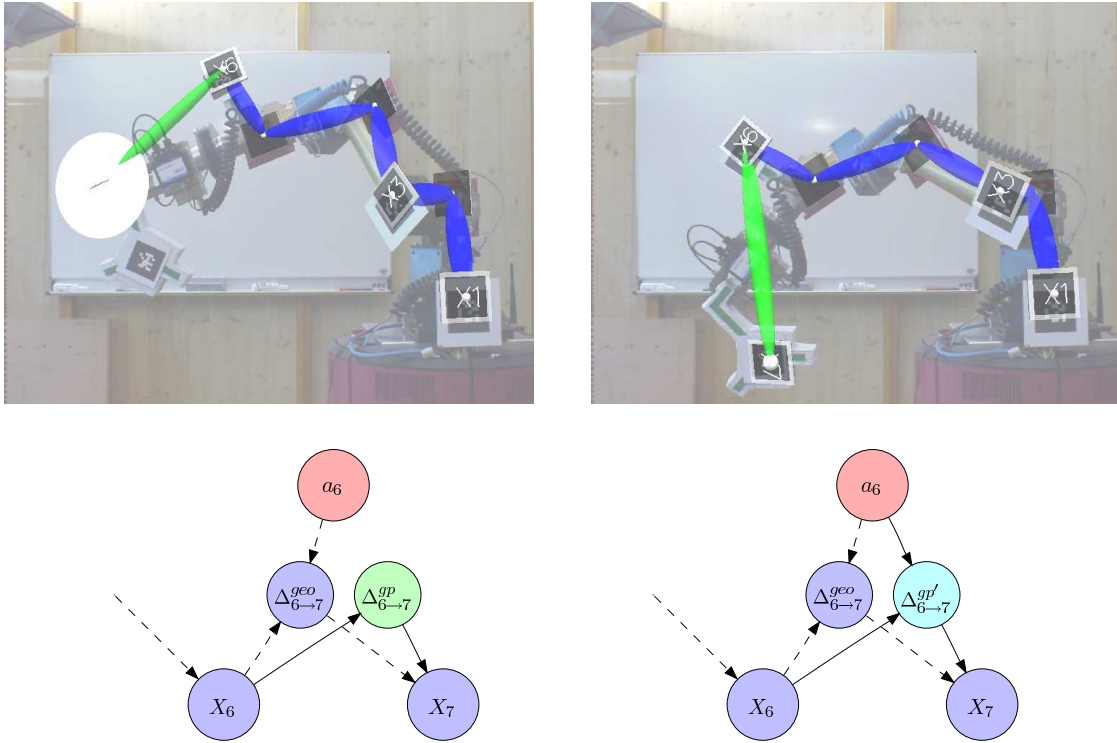 X6
X3
X1
X6
X3
X1
a₆
Δ^{geo}_{6→7} Δ^{gp}_{6→7}
X₆ X₇
a₆
Δ^{geo}_{6→7} Δ^{gp′}_{6→7}
X₆ X₇